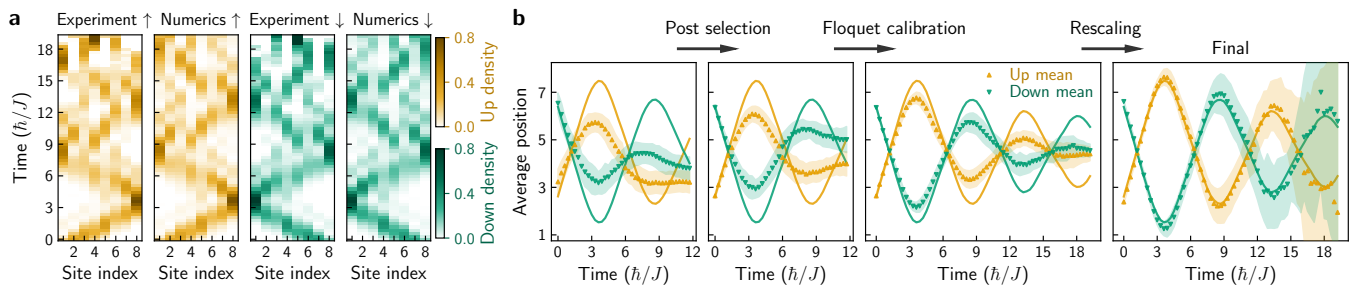 a
Experiment ↑
Numerics ↑
Experiment ↓
Numerics ↓
Time (ℏ/J)
18
15
12
9
6
3
0
2 4 6 8
2 4 6 8
2 4 6 8
2 4 6 8
Site index
Site index
Site index
Site index
0.8
0.4
0.0
Up density
0.8
0.4
0.0
Down density
b
Post selection
Floquet calibration
Rescaling
Final
Up mean
Down mean
Average position
7
5
3
1
0 3 6 9 12
0 3 6 9 12
0 3 6 9 12 15 18
0 3 6 9 12 15 18
Time (ℏ/J)
Time (ℏ/J)
Time (ℏ/J)
Time (ℏ/J)